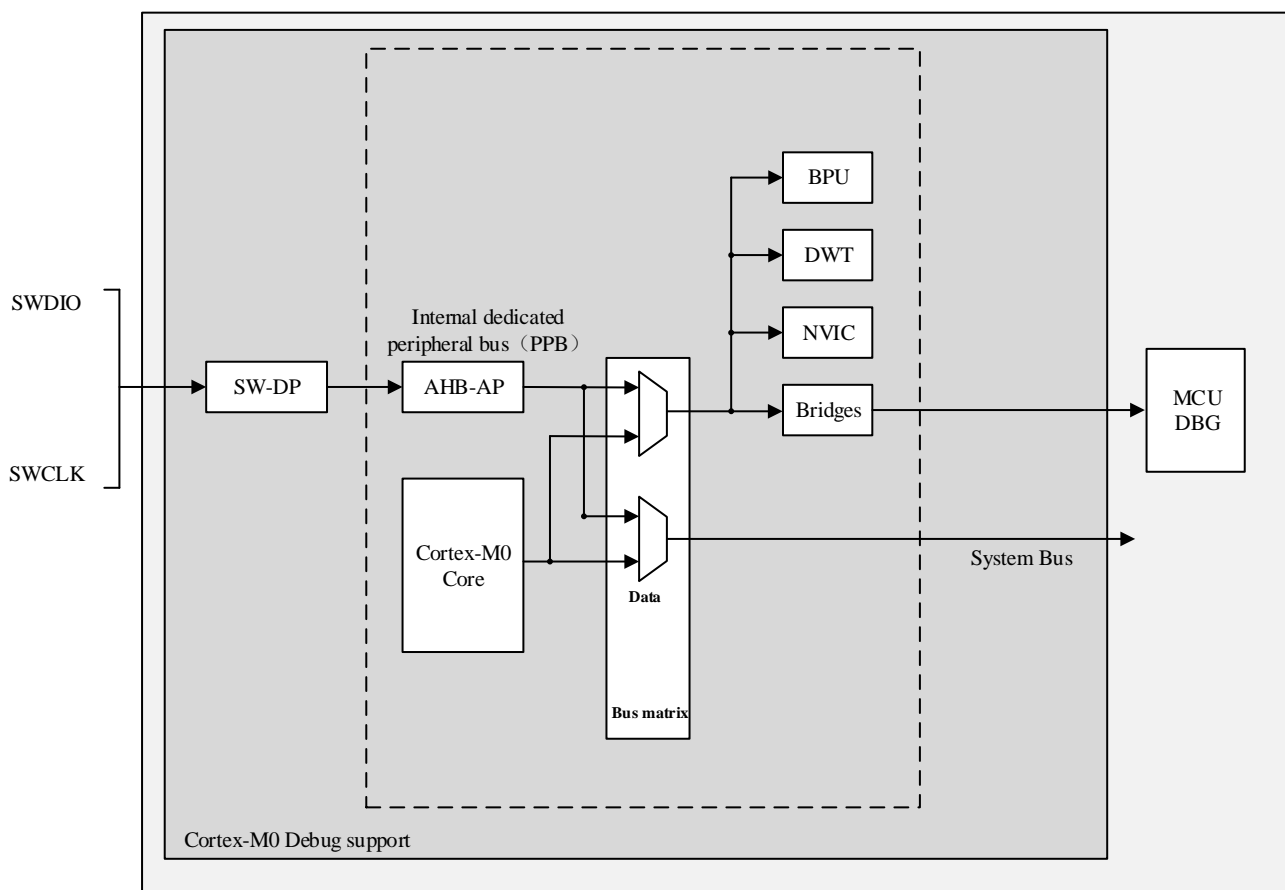 BPU
DWT
SWDIO
Internal dedicated
peripheral bus（PPB）
NVIC
SW-DP
AHB-AP
Bridges
MCU
DBG
SWCLK
Cortex-M0
Core
System Bus
Data
Bus matrix
Cortex-M0 Debug support